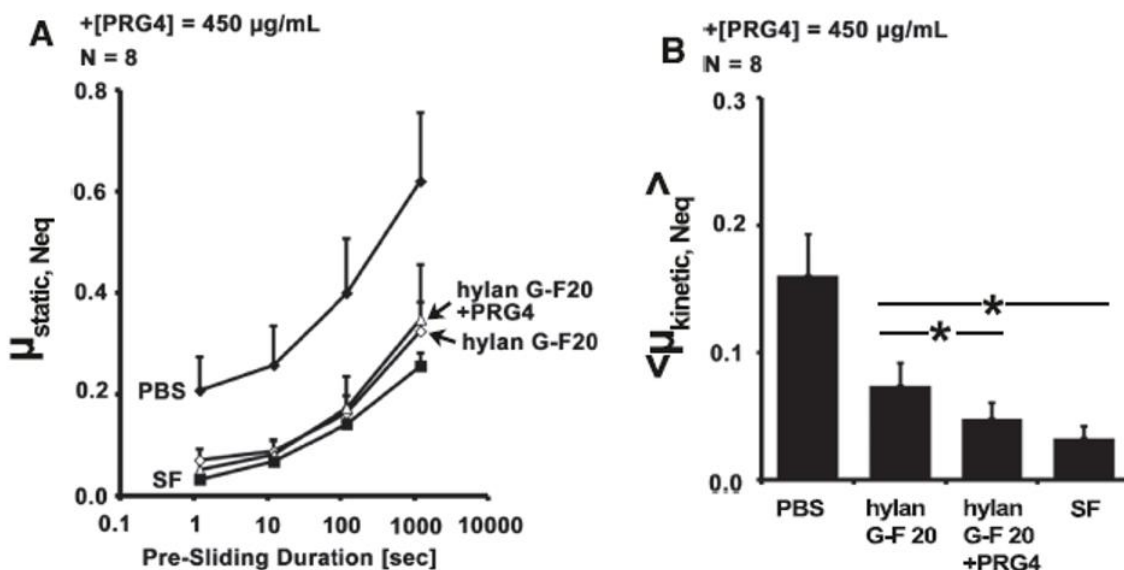 A
+[PRG4] = 450 µg/mL
N = 8
0.8
0.6
0.4
0.2
0.0
µstatic, Neq
PBS
SF
hylan G-F20
+PRG4
hylan G-F20
0.1 1 10 100 1000 10000
Pre-Sliding Duration [sec]
B
+[PRG4] = 450 µg/mL
N = 8
0.3
0.2
0.1
0.0
<µkinetic, Neq>
*
*
PBS hylan G-F 20 hylan G-F 20 +PRG4 SF